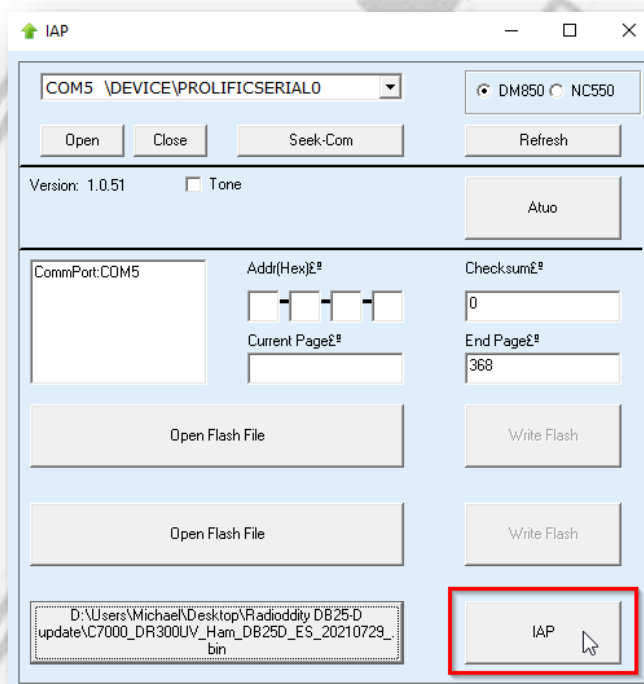 IAP
COM5 \DEVICE\PROLIFICSERIAL0
DM850 NC550
Open Close Seek-Com Refresh
Version: 1.0.51 Tone
Atuo
CommPort:COM5
Addr(Hex)£º
Checksum£º
- - -
0
Current Page£º
End Page£º
368
Open Flash File
Write Flash
Open Flash File
Write Flash
D:\Users\Michael\Desktop\Radioddity DB25-D
update\C7000_DR300UV_Ham_DB25D_ES_20210729_.
bin
IAP